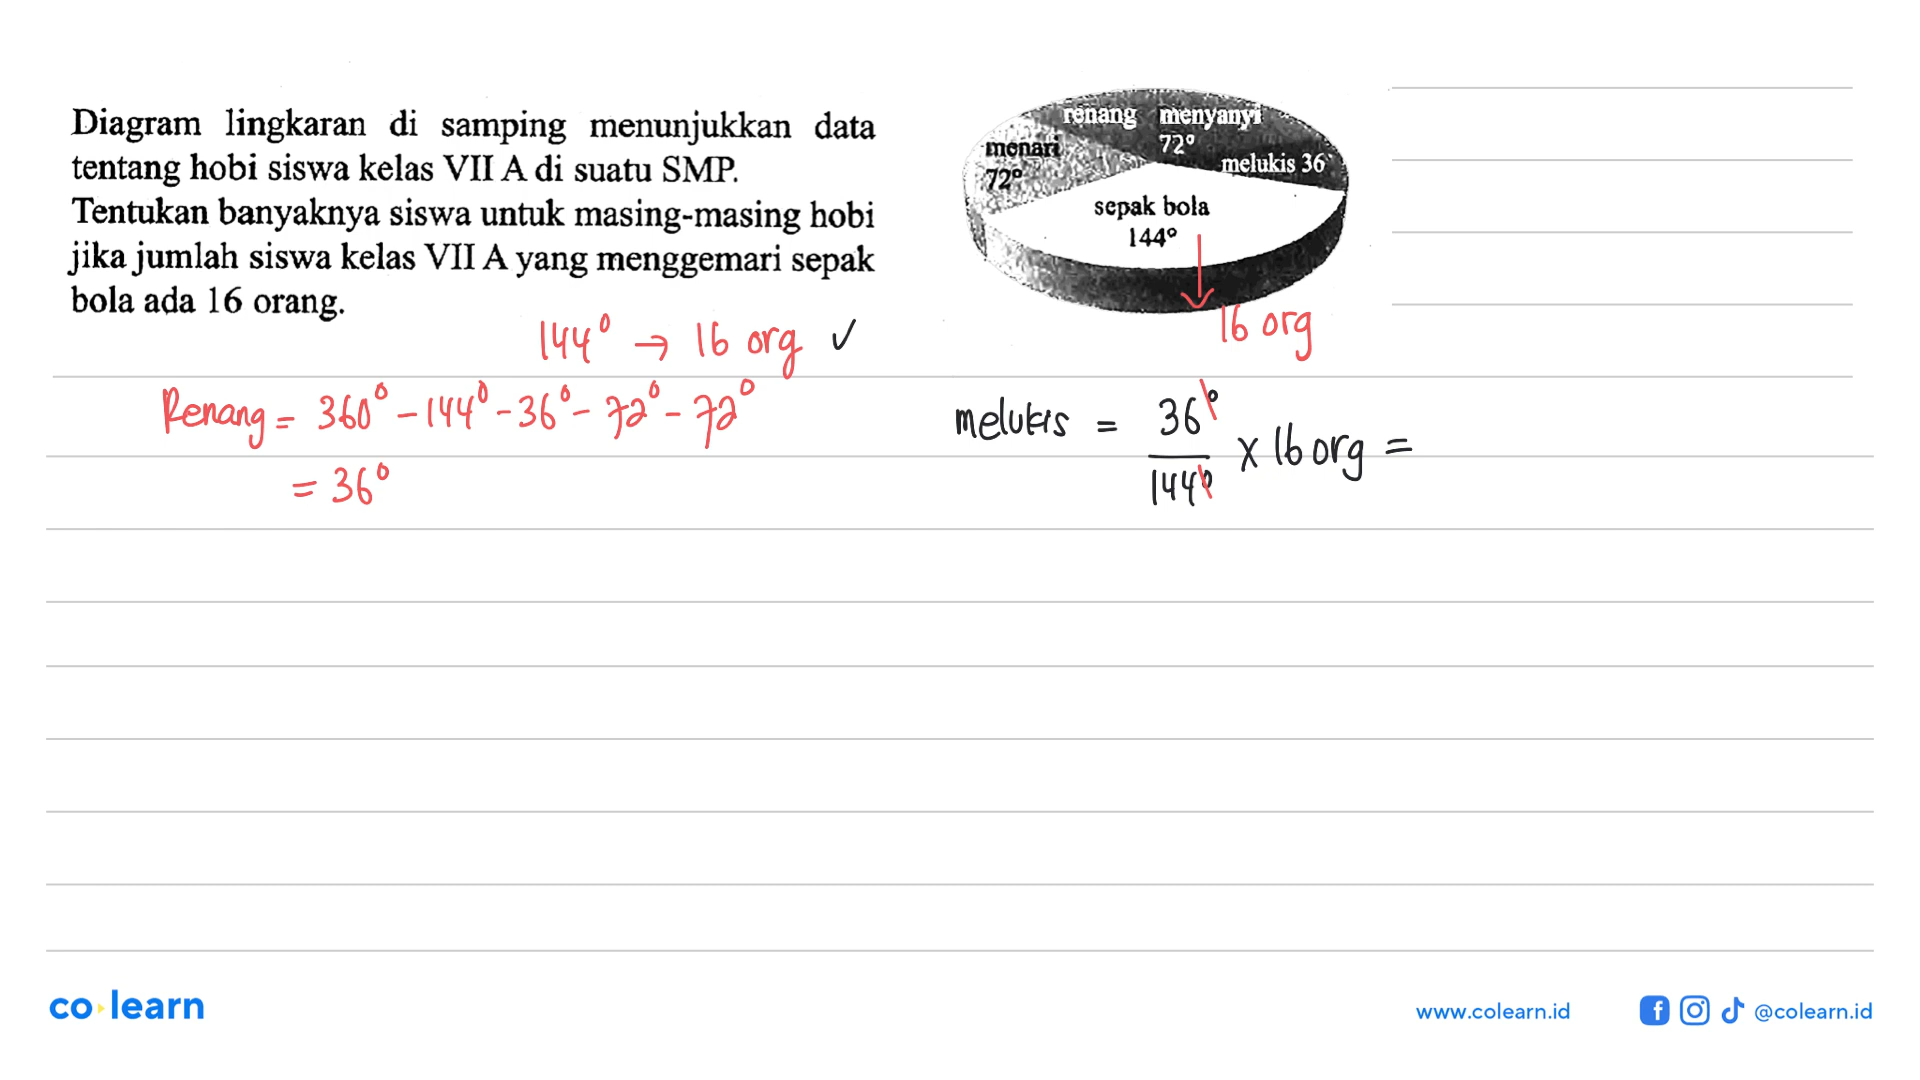 Diagram lingkaran di samping menunjukkan data
tentang hobi siswa kelas VII A di suatu SMP.
Tentukan banyaknya siswa untuk masing-masing hobi
jika jumlah siswa kelas VII A yang menggemari sepak
bola ada 16 orang.
renang menyanyi
72°
menari
72°
melukis 36°
sepak bola
144°
16 org
144° → 16 org ✓
Renang = 360° - 144° - 36° - 72° - 72°
= 36°
melukis = 36°/144° x 16 org =
co learn
www.colearn.id
@colearn.id